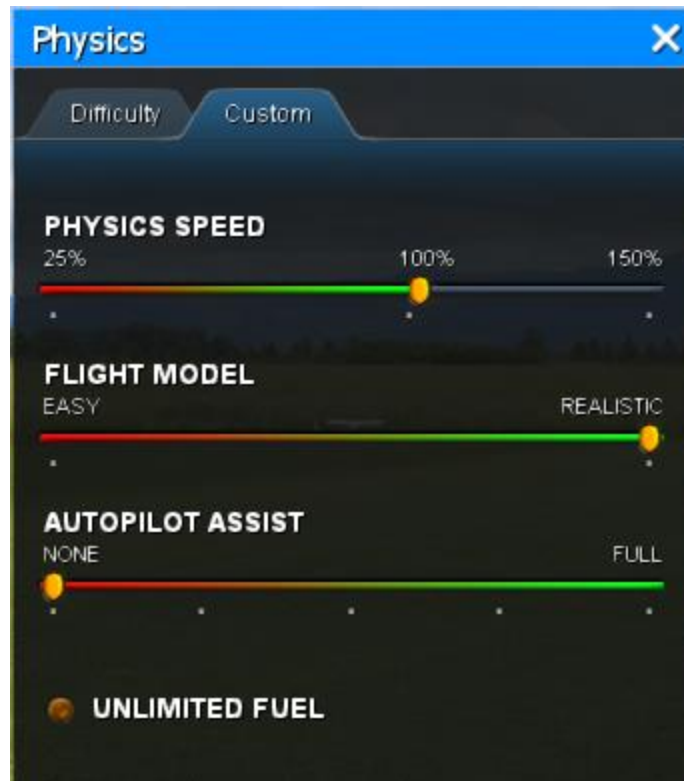 Physics
Difficulty Custom
PHYSICS SPEED
25% 100% 150%
FLIGHT MODEL
EASY REALISTIC
AUTOPILOT ASSIST
NONE FULL
UNLIMITED FUEL